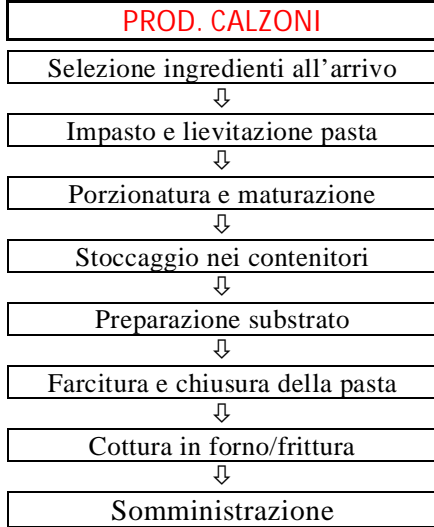 PROD. CALZONI
Selezione ingredienti all'arrivo
Impasto e lievitazione pasta
Porzionatura e maturazione
Stoccaggio nei contenitori
Preparazione substrato
Farcitura e chiusura della pasta
Cottura in forno/frittura
Somministrazione